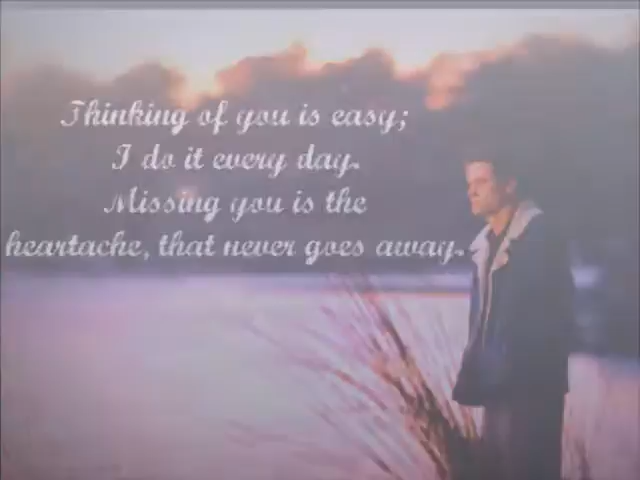 Thinking of you is easy;
I do it every day.
Missing you is the
heartache, that never goes away.